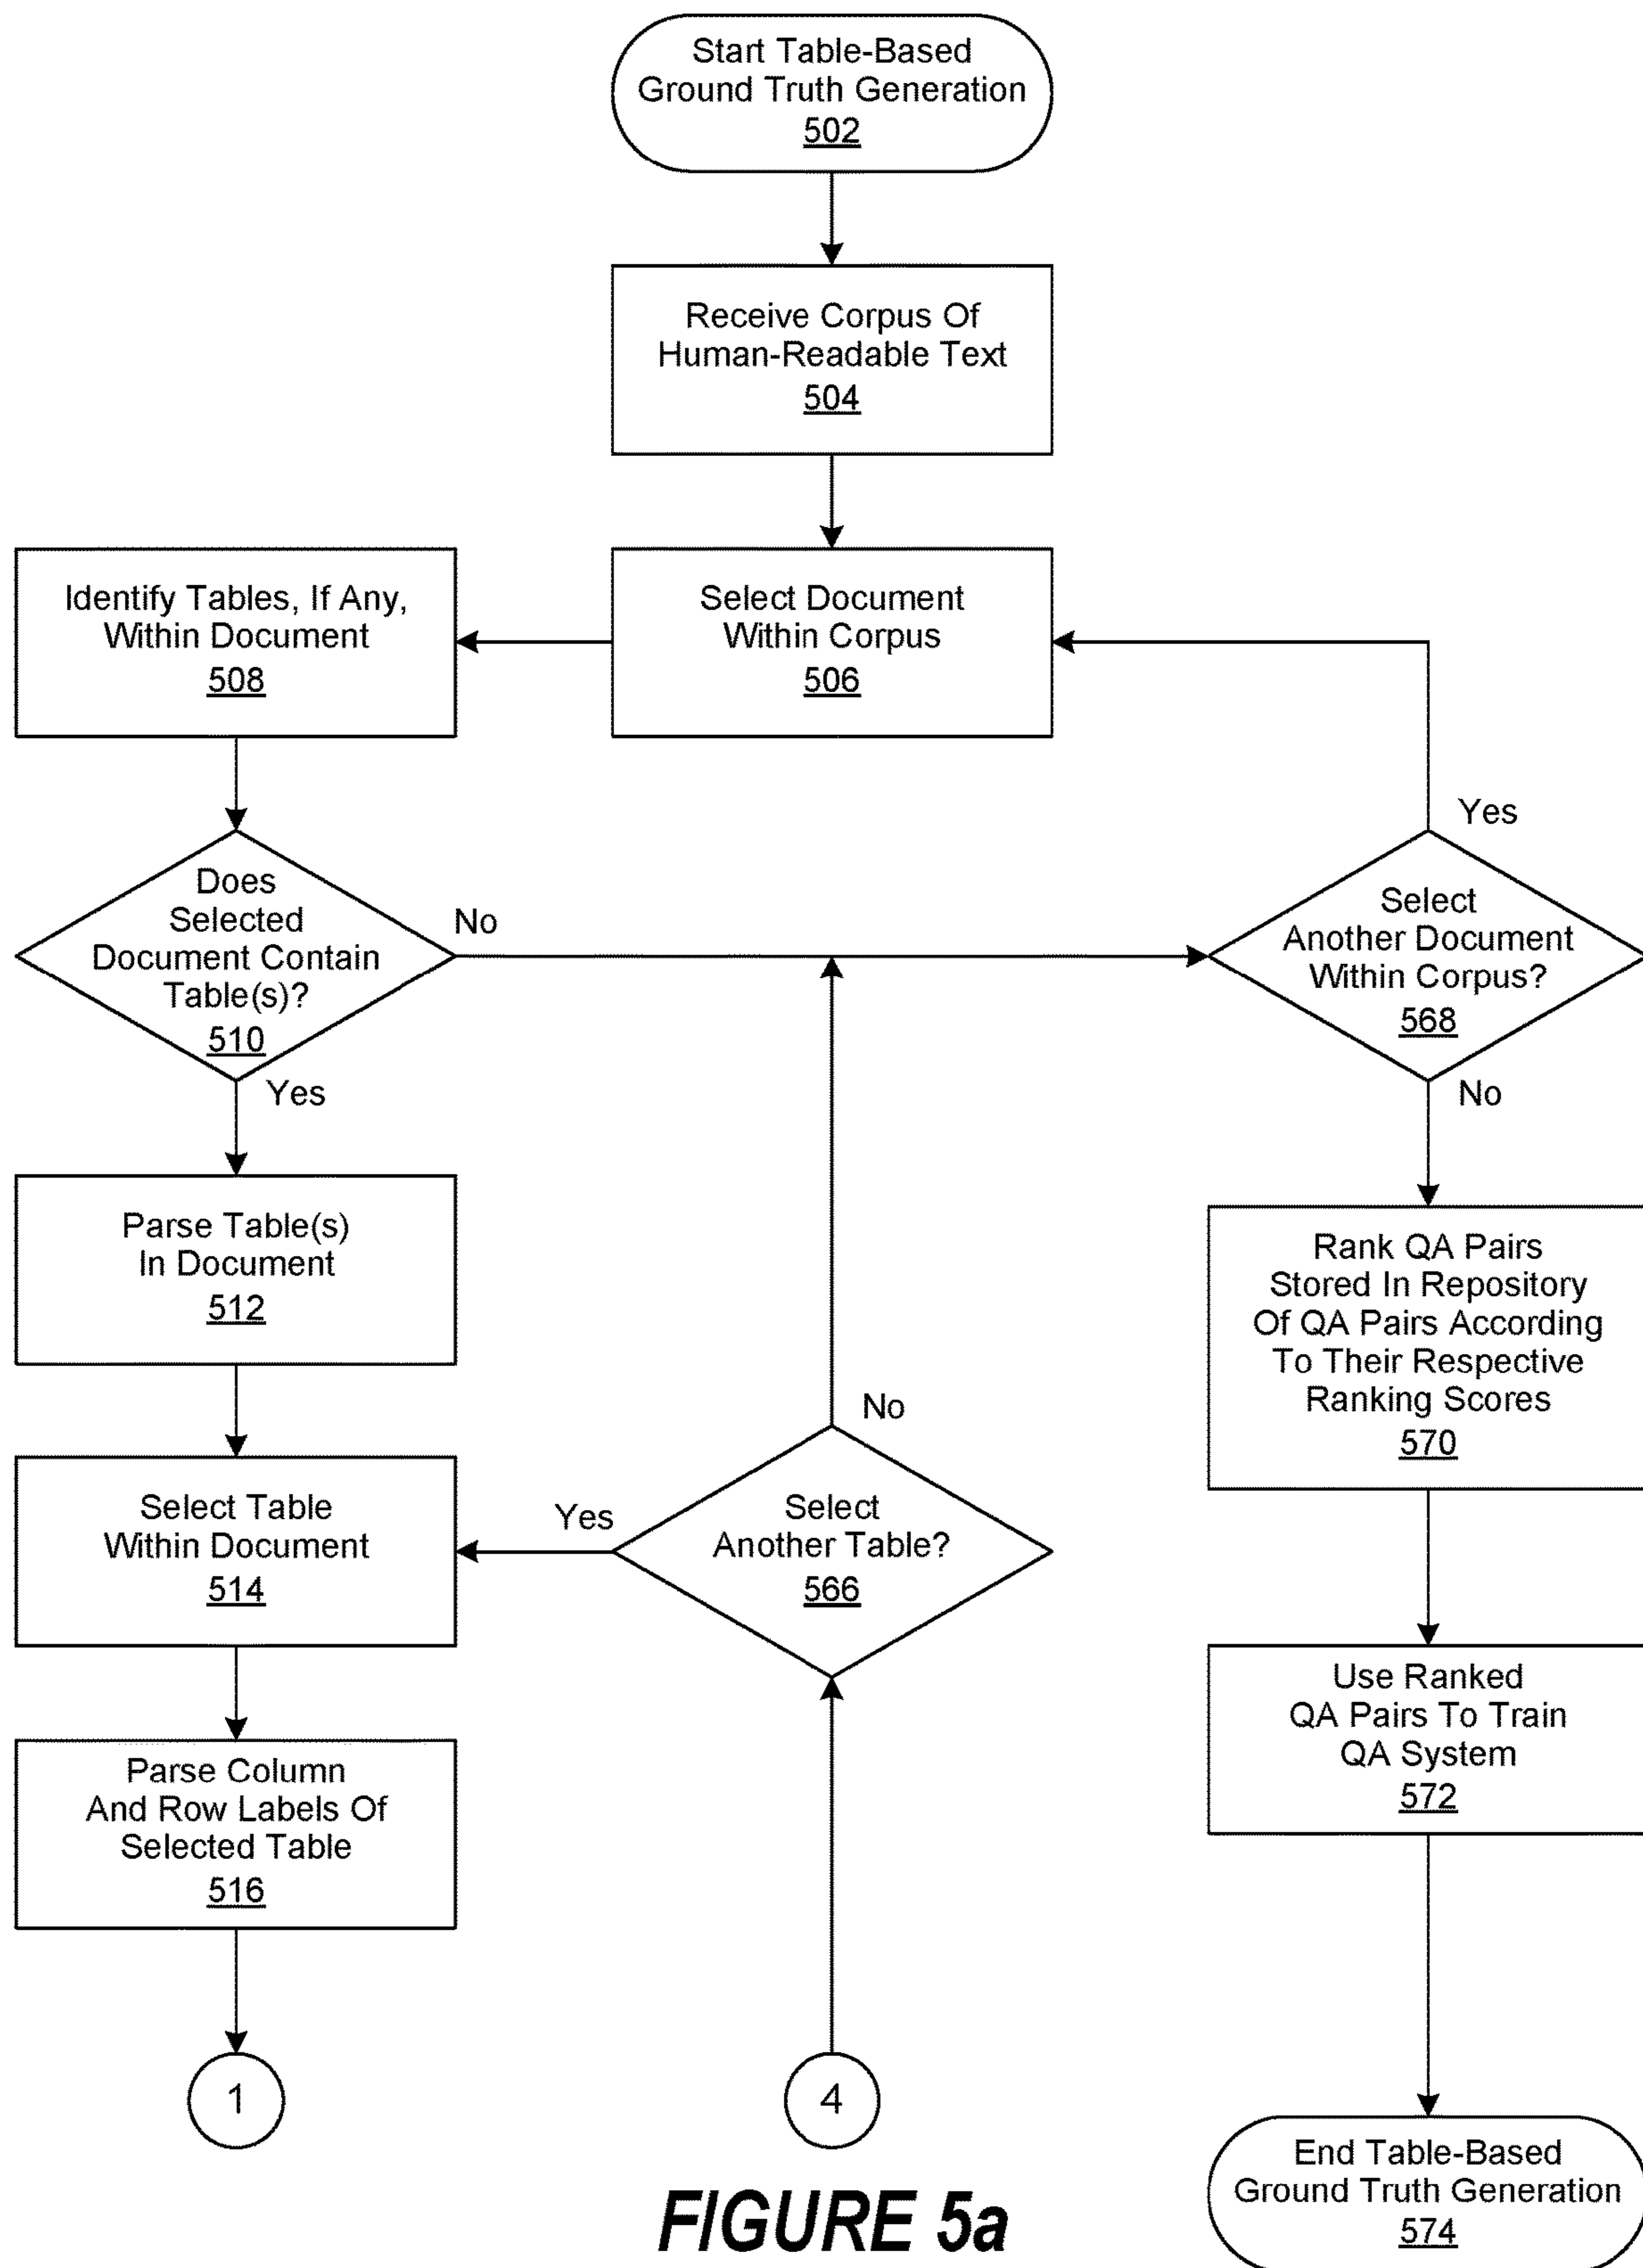 Start Table-Based
Ground Truth Generation
502
Receive Corpus Of
Human-Readable Text
504
Identify Tables, If Any,
Within Document
508
Select Document
Within Corpus
506
Yes
Does
Selected
Document Contain
Table(s)?
510
No
Yes
Select
Another Document
Within Corpus?
568
No
Parse Table(s)
In Document
512
Rank QA Pairs
Stored In Repository
Of QA Pairs According
To Their Respective
Ranking Scores
570
No
Select Table
Within Document
514
Yes
Select
Another Table?
566
Use Ranked
QA Pairs To Train
QA System
572
Parse Column
And Row Labels Of
Selected Table
516
1
4
End Table-Based
Ground Truth Generation
574
FIGURE 5a